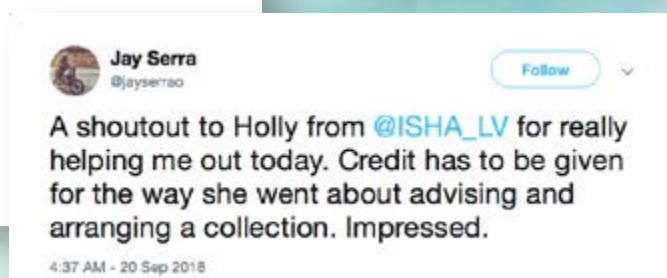 Jay Serra
@jayserrao
Follow
A shoutout to Holly from @ISHA_LV for really
helping me out today. Credit has to be given
for the way she went about advising and
arranging a collection. Impressed.
4:37 AM - 20 Sep 2018